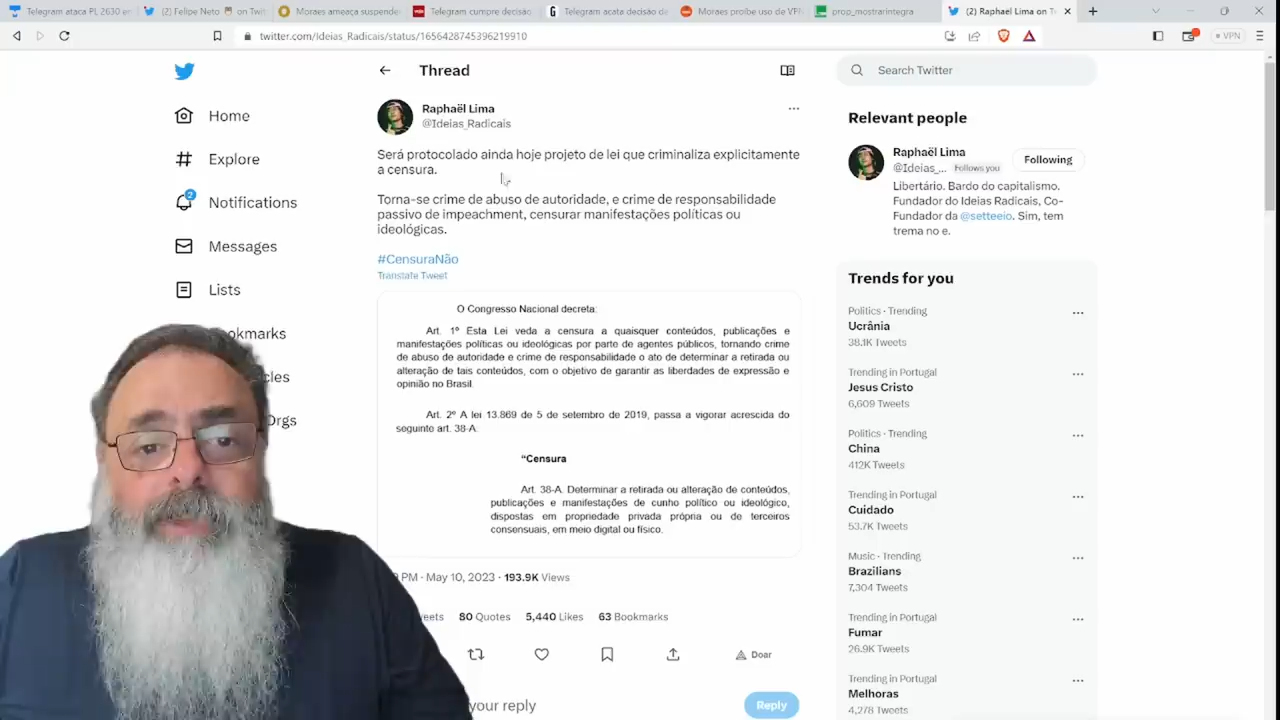 Telegram ataca PL 2630 em
(2) Felipe Neto on Twit
Moraes ameaça suspende
Telegram cumpre decisão
Telegram acata decisão de
Moraes proíbe uso de VPN
prop_mostrarintegra
(2) Raphaël Lima on T
twitter.com/Ideias_Radicais/status/1656428745396219910
VPN
Home
Explore
2
Notifications
Messages
Lists
ookmarks
cles
Orgs
Thread
Raphaël Lima
@Ideias_Radicais
Será protocolado ainda hoje projeto de lei que criminaliza explicitamente
a censura.
Torna-se crime de abuso de autoridade, e crime de responsabilidade
passivo de impeachment, censurar manifestações políticas ou
ideológicas.
#CensuraNão
Translate Tweet
O Congresso Nacional decreta:
Art. 1º Esta Lei veda a censura a quaisquer conteúdos, publicações e
manifestações políticas ou ideológicas por parte de agentes públicos, tornando crime
de abuso de autoridade e crime de responsabilidade o ato de determinar a retirada ou
alteração de tais conteúdos, com o objetivo de garantir as liberdades de expressão e
opinião no Brasil.
Art. 2º A lei 13.869 de 5 de setembro de 2019, passa a vigorar acrescida do
seguinte art. 38-A.
“Censura
Art. 38-A. Determinar a retirada ou alteração de conteúdos,
publicações e manifestações de cunho político ou ideológico,
dispostas em propriedade privada própria ou de terceiros
consensuais, em meio digital ou físico.
PM · May 10, 2023 · 193.9K Views
eets 80 Quotes 5,440 Likes 63 Bookmarks
Doar
your reply
Reply
Search Twitter
Relevant people
Raphaël Lima
@Ideias_... Follows you
Following
Libertário. Bardo do capitalismo.
Fundador do Ideias Radicais, Co-
Fundador da @setteeio. Sim, tem
trema no e.
Trends for you
Politics · Trending
Ucrânia
38.1K Tweets
Trending in Portugal
Jesus Cristo
6,609 Tweets
Politics · Trending
China
412K Tweets
Trending in Portugal
Cuidado
53.7K Tweets
Music · Trending
Brazilians
7,304 Tweets
Trending in Portugal
Fumar
26.9K Tweets
Trending in Portugal
Melhoras
4,278 Tweets